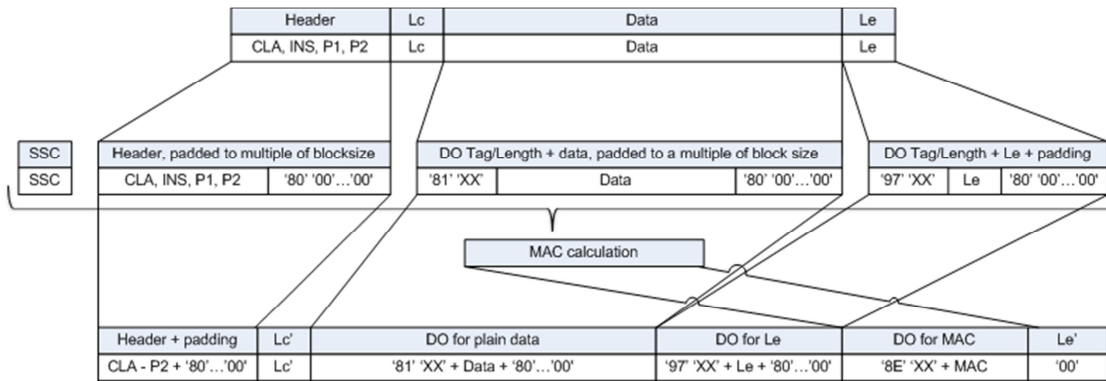 Header Lc Data Le
CLA, INS, P1, P2 Lc Data Le
SSC Header, padded to multiple of blocksize DO Tag/Length + data, padded to a multiple of block size DO Tag/Length + Le + padding
SSC CLA, INS, P1, P2 ‘80’ ‘00’…’00’ ‘81’ ‘XX’ Data ‘80’ ‘00’…’00’ ‘97’ ‘XX’ Le ‘80’ ‘00’…’00’
MAC calculation
Header + padding Lc’ DO for plain data DO for Le DO for MAC Le’
CLA - P2 + ‘80’…’00’ Lc’ ‘81’ ‘XX’ + Data + ‘80’…’00’ ‘97’ ‘XX’ + Le + ‘80’…’00’ ‘8E’ ‘XX’ + MAC ‘00’